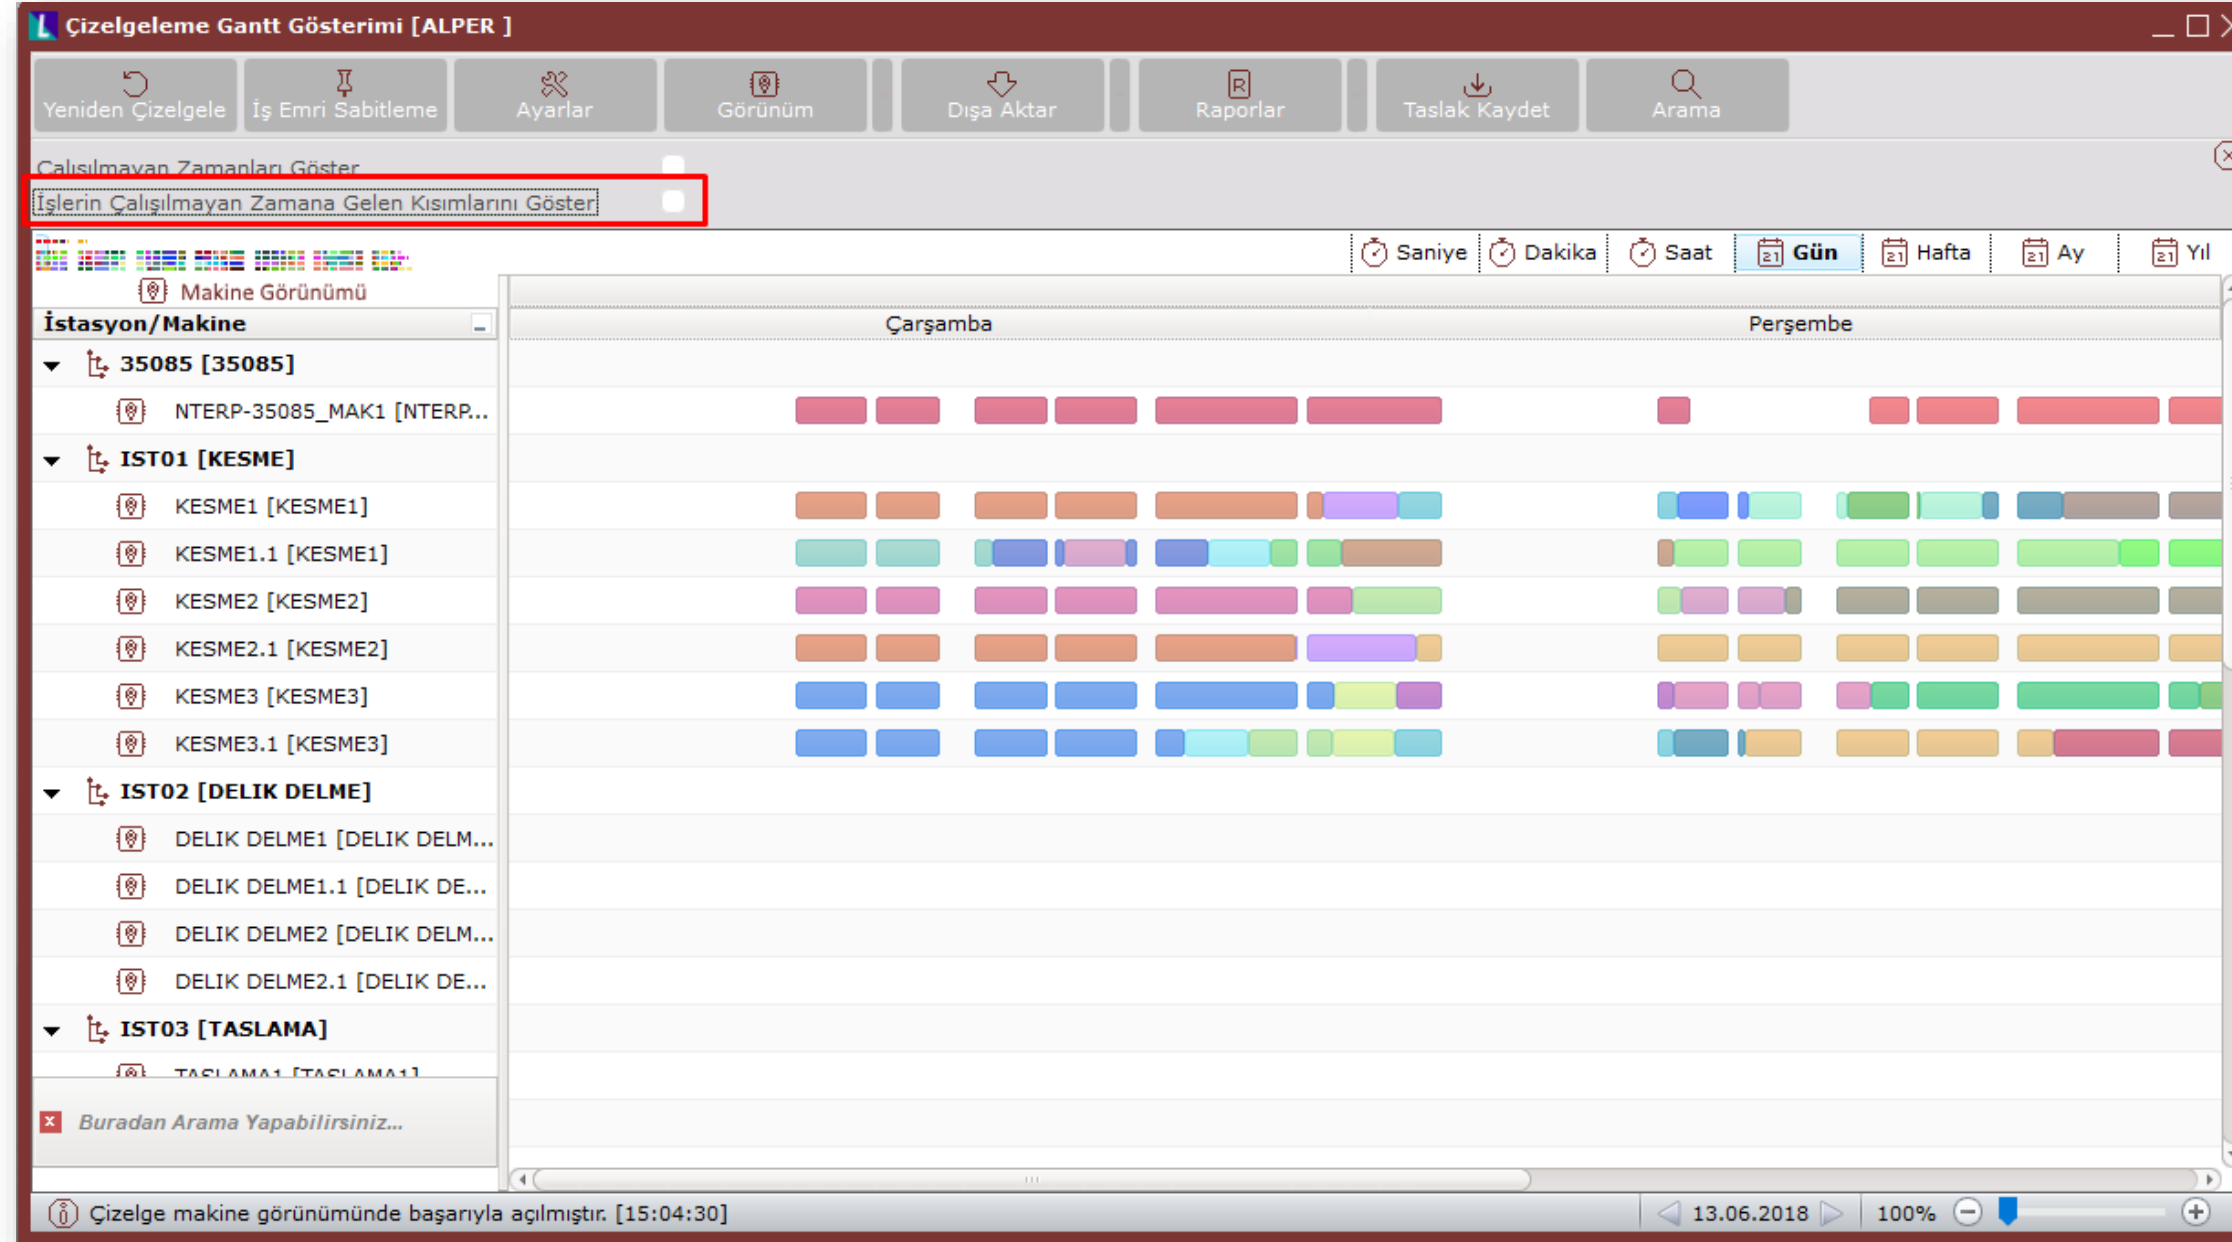 Çizelgeleme Gantt Gösterimi [ALPER ]
Yeniden Çizelgele İş Emri Sabitleme Ayarlar Görünüm Dışa Aktar Raporlar Taslak Kaydet Arama
Çalışılmayan Zamanları Göster
İşlerin Çalışılmayan Zamana Gelen Kısımlarını Göster
Saniye Dakika Saat Gün Hafta Ay Yıl
Makine Görünümü
İstasyon/Makine Çarşamba Perşembe
35085 [35085]
NTERP-35085_MAK1 [NTERP...
IST01 [KESME]
KESME1 [KESME1]
KESME1.1 [KESME1]
KESME2 [KESME2]
KESME2.1 [KESME2]
KESME3 [KESME3]
KESME3.1 [KESME3]
IST02 [DELIK DELME]
DELIK DELME1 [DELIK DELM...
DELIK DELME1.1 [DELIK DE...
DELIK DELME2 [DELIK DELM...
DELIK DELME2.1 [DELIK DE...
IST03 [TASLAMA]
TASLAMA1 [TASLAMA1]
Buradan Arama Yapabilirsiniz...
Çizelge makine görünümünde başarıyla açılmıştır. [15:04:30] 13.06.2018 100%